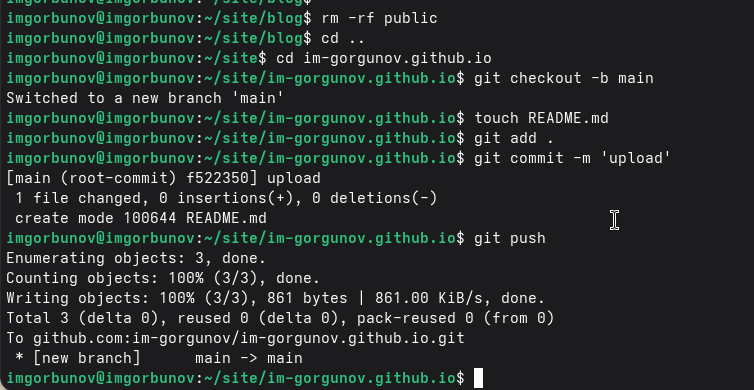 imgorbunov@imgorbunov:~/site/blog$ rm -rf public
imgorbunov@imgorbunov:~/site/blog$ cd ..
imgorbunov@imgorbunov:~/site$ cd im-gorgunov.github.io
imgorbunov@imgorbunov:~/site/im-gorgunov.github.io$ git checkout -b main
Switched to a new branch 'main'
imgorbunov@imgorbunov:~/site/im-gorgunov.github.io$ touch README.md
imgorbunov@imgorbunov:~/site/im-gorgunov.github.io$ git add .
imgorbunov@imgorbunov:~/site/im-gorgunov.github.io$ git commit -m 'upload'
[main (root-commit) f522350] upload
 1 file changed, 0 insertions(+), 0 deletions(-)
 create mode 100644 README.md
imgorbunov@imgorbunov:~/site/im-gorgunov.github.io$ git push
Enumerating objects: 3, done.
Counting objects: 100% (3/3), done.
Writing objects: 100% (3/3), 861 bytes | 861.00 KiB/s, done.
Total 3 (delta 0), reused 0 (delta 0), pack-reused 0 (from 0)
To github.com:im-gorgunov/im-gorgunov.github.io.git
 * [new branch]      main -> main
imgorbunov@imgorbunov:~/site/im-gorgunov.github.io$